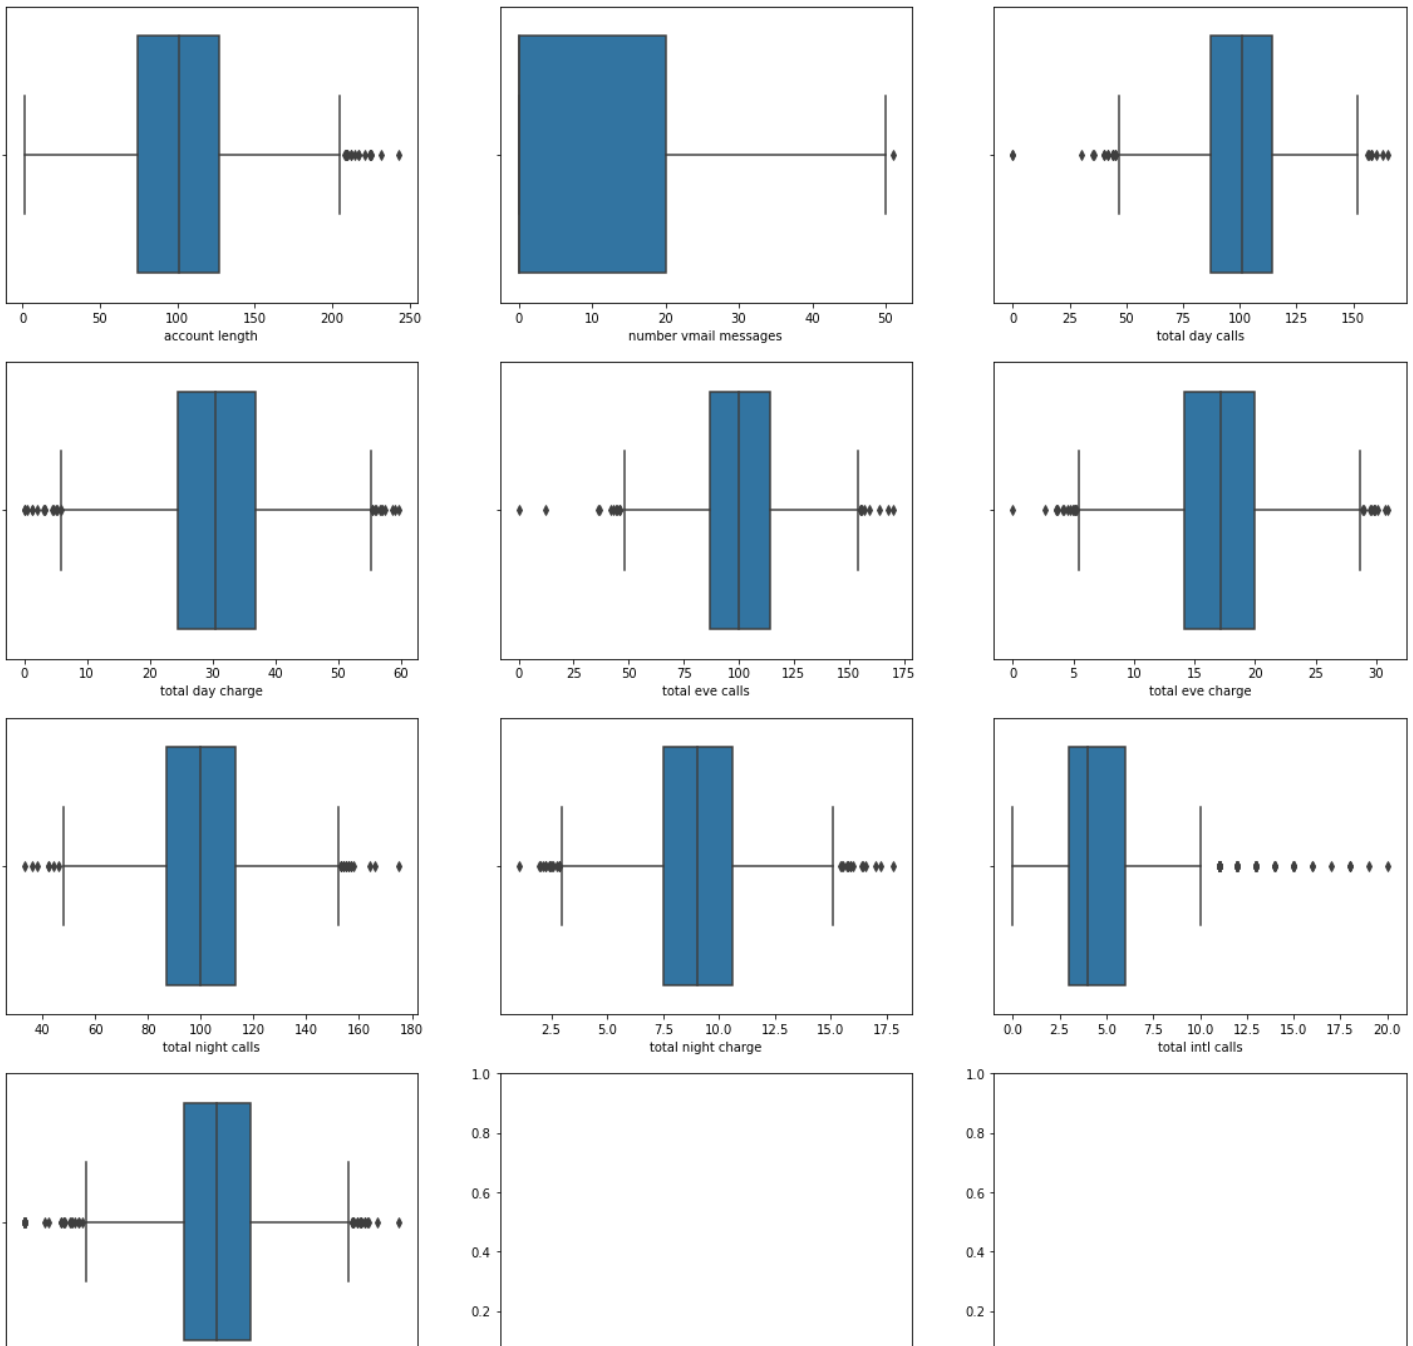 0 50 100 150 200 250
account length
0 10 20 30 40 50
number vmail messages
0 25 50 75 100 125 150
total day calls
0 10 20 30 40 50 60
total day charge
0 25 50 75 100 125 150 175
total eve calls
0 5 10 15 20 25 30
total eve charge
40 60 80 100 120 140 160 180
total night calls
2.5 5.0 7.5 10.0 12.5 15.0 17.5
total night charge
0.0 2.5 5.0 7.5 10.0 12.5 15.0 17.5 20.0
total intl calls
1.0
0.8
0.6
0.4
0.2
1.0
0.8
0.6
0.4
0.2